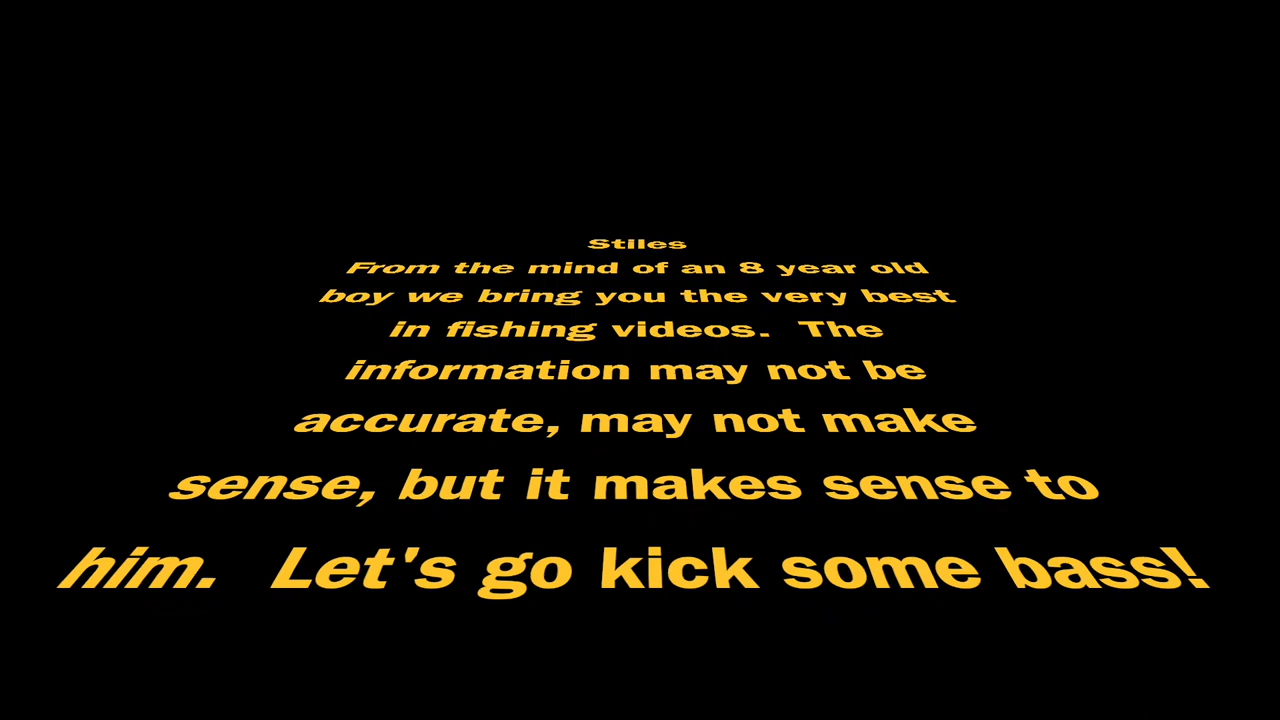 Stiles
From the mind of an 8 year old
boy we bring you the very best
in fishing videos.  The
information may not be
accurate, may not make
sense, but it makes sense to
him.  Let's go kick some bass!